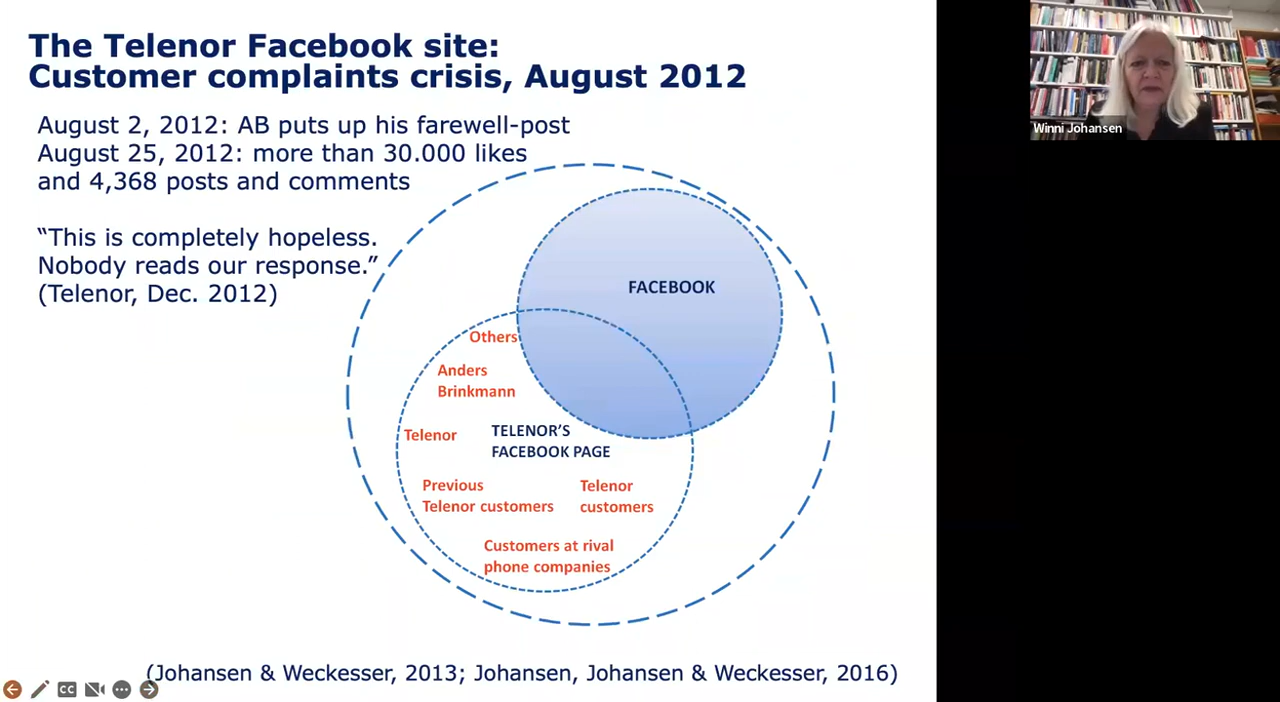 The Telenor Facebook site:
Customer complaints crisis, August 2012
August 2, 2012: AB puts up his farewell-post
August 25, 2012: more than 30.000 likes
and 4,368 posts and comments
“This is completely hopeless.
Nobody reads our response.”
(Telenor, Dec. 2012)
FACEBOOK
Others
Anders
Brinkmann
Telenor
TELENOR’S
FACEBOOK PAGE
Previous
Telenor customers
Telenor
customers
Customers at rival
phone companies
(Johansen & Weckesser, 2013; Johansen, Johansen & Weckesser, 2016)
CC
Winni Johansen